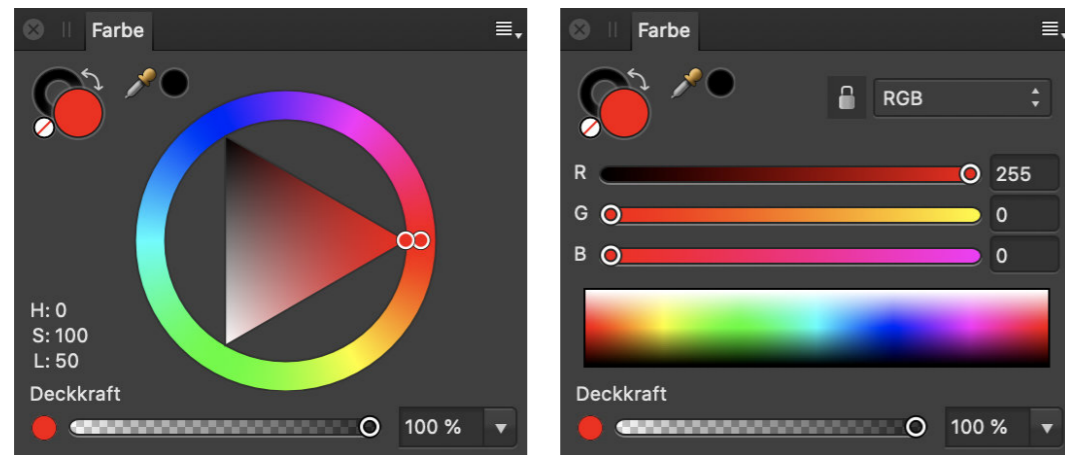 Farbe
H: 0
S: 100
L: 50
Deckkraft
100 %
Farbe
RGB
R 255
G 0
B 0
Deckkraft
100 %